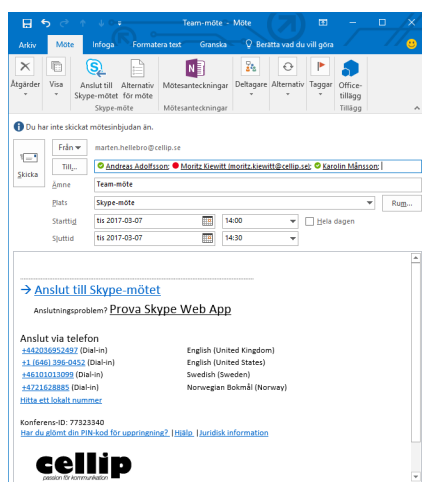 Team-möte - Möte
Arkiv Möte Infoga Formatera text Granska Berätta vad du vill göra
Åtgärder Visa Anslut till Skype-mötet Alternativ för möte Mötesanteckningar Deltagare Alternativ Taggar Office-tillägg
Skype-möte Mötesanteckningar Tillägg
Du har inte skickat mötesinbjudan än.
Från marten.hellebro@cellip.se
Skicka
Till... Andreas Adolfsson; Moritz Kiewitt (moritz.kiewitt@cellip.se); Karolin Månsson;
Ämne Team-möte
Plats Skype-möte Rum...
Starttid tis 2017-03-07 14:00 Hela dagen
Sluttid tis 2017-03-07 14:30
→ Anslut till Skype-mötet
Anslutningsproblem? Prova Skype Web App
Anslut via telefon
+442036952497 (Dial-in) English (United Kingdom)
+1 (646) 396-0452 (Dial-in) English (United States)
+46101013099 (Dial-in) Swedish (Sweden)
+4721628885 (Dial-in) Norwegian Bokmål (Norway)
Hitta ett lokalt nummer
Konferens-ID: 77323340
Har du glömt din PIN-kod för uppringning? |Hjälp |Juridisk information
cellip
passion för kommunikation